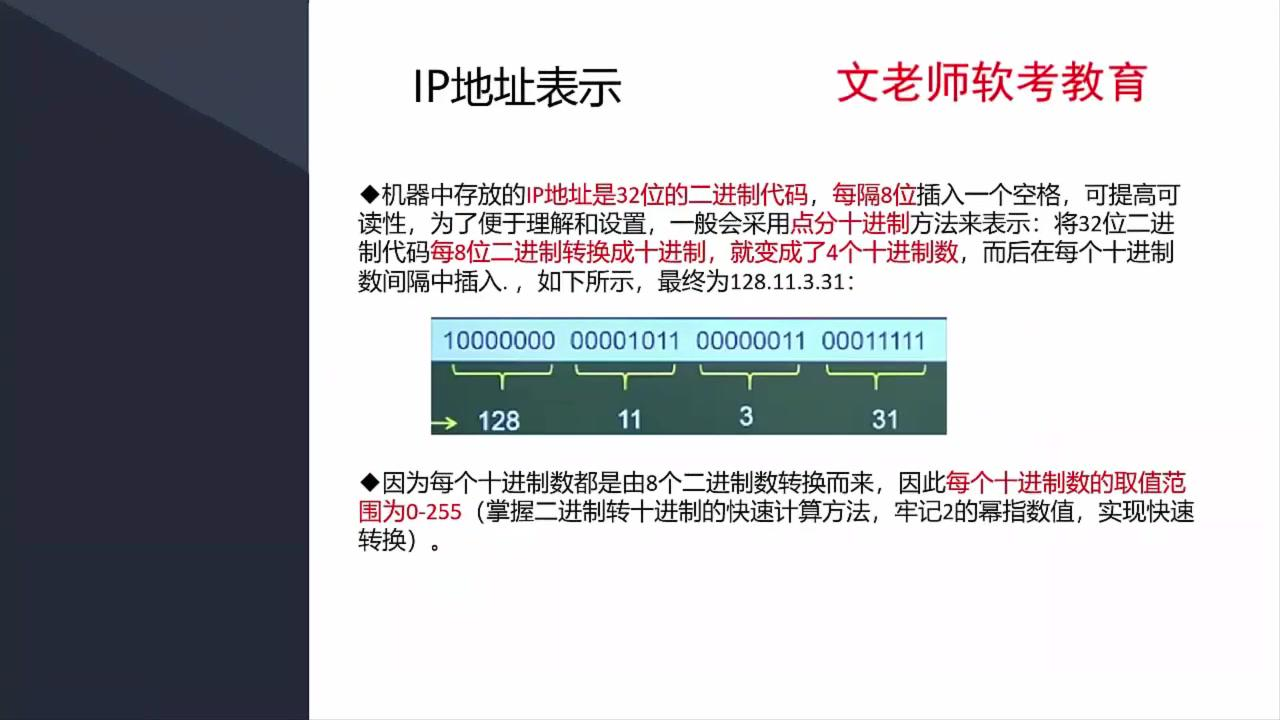 IP地址表示
文老师软考教育
◆机器中存放的IP地址是32位的二进制代码，每隔8位插入一个空格，可提高可
读性，为了便于理解和设置，一般会采用点分十进制方法来表示：将32位二进
制代码每8位二进制转换成十进制，就变成了4个十进制数，而后在每个十进制
数间隔中插入.，如下所示，最终为128.11.3.31：
10000000 00001011 00000011 00011111
128 11 3 31
◆因为每个十进制数都是由8个二进制数转换而来，因此每个十进制数的取值范
围为0-255（掌握二进制转十进制的快速计算方法，牢记2的幂指数值，实现快速
转换）。